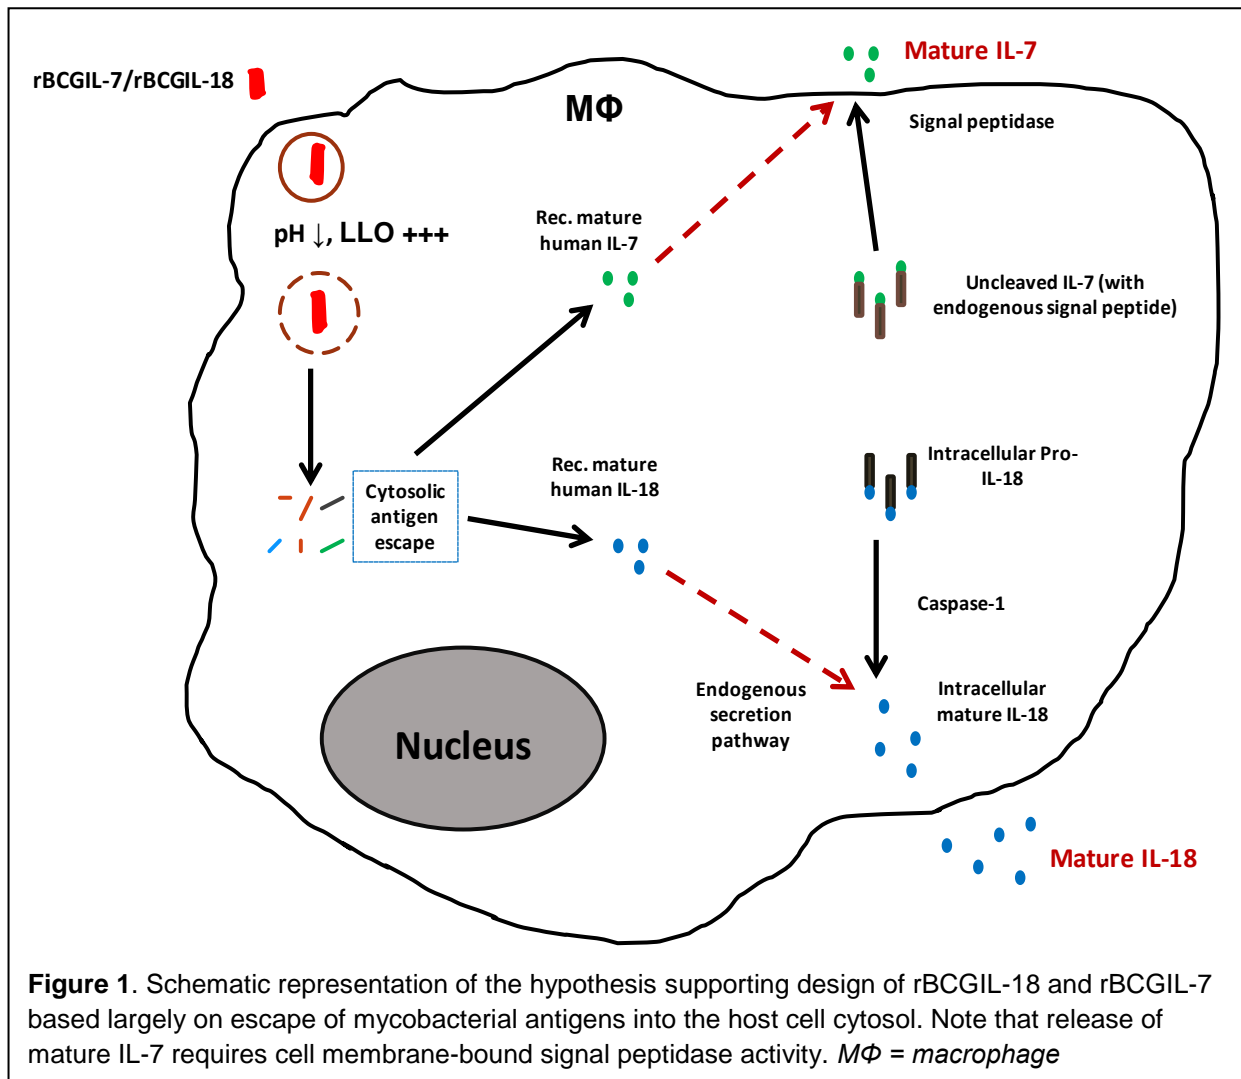 Mature IL-7
rBCGIL-7/rBCGIL-18
MΦ
Signal peptidase
Rec. mature
human IL-7
pH ↓, LLO +++
Uncleaved IL-7 (with
endogenous signal peptide)
Intracellular Pro-
IL-18
Rec. mature
human IL-18
Cytosolic
antigen
escape
Caspase-1
Endogenous
secretion
pathway
Intracellular
mature IL-18
Nucleus
Mature IL-18
Figure 1. Schematic representation of the hypothesis supporting design of rBCGIL-18 and rBCGIL-7
based largely on escape of mycobacterial antigens into the host cell cytosol. Note that release of
mature IL-7 requires cell membrane-bound signal peptidase activity. MΦ = macrophage